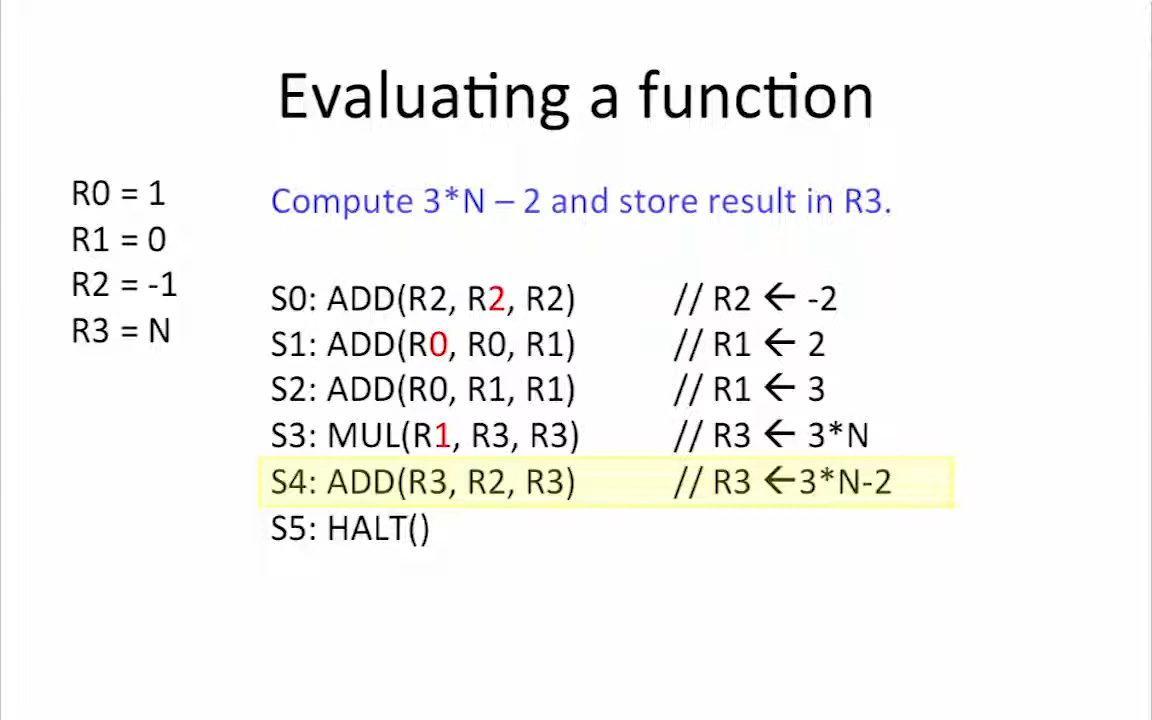 Evaluating a function
R0 = 1
R1 = 0
R2 = -1
R3 = N
Compute 3*N – 2 and store result in R3.
S0: ADD(R2, R2, R2) // R2 ← -2
S1: ADD(R0, R0, R1) // R1 ← 2
S2: ADD(R0, R1, R1) // R1 ← 3
S3: MUL(R1, R3, R3) // R3 ← 3*N
S4: ADD(R3, R2, R3) // R3 ←3*N-2
S5: HALT()